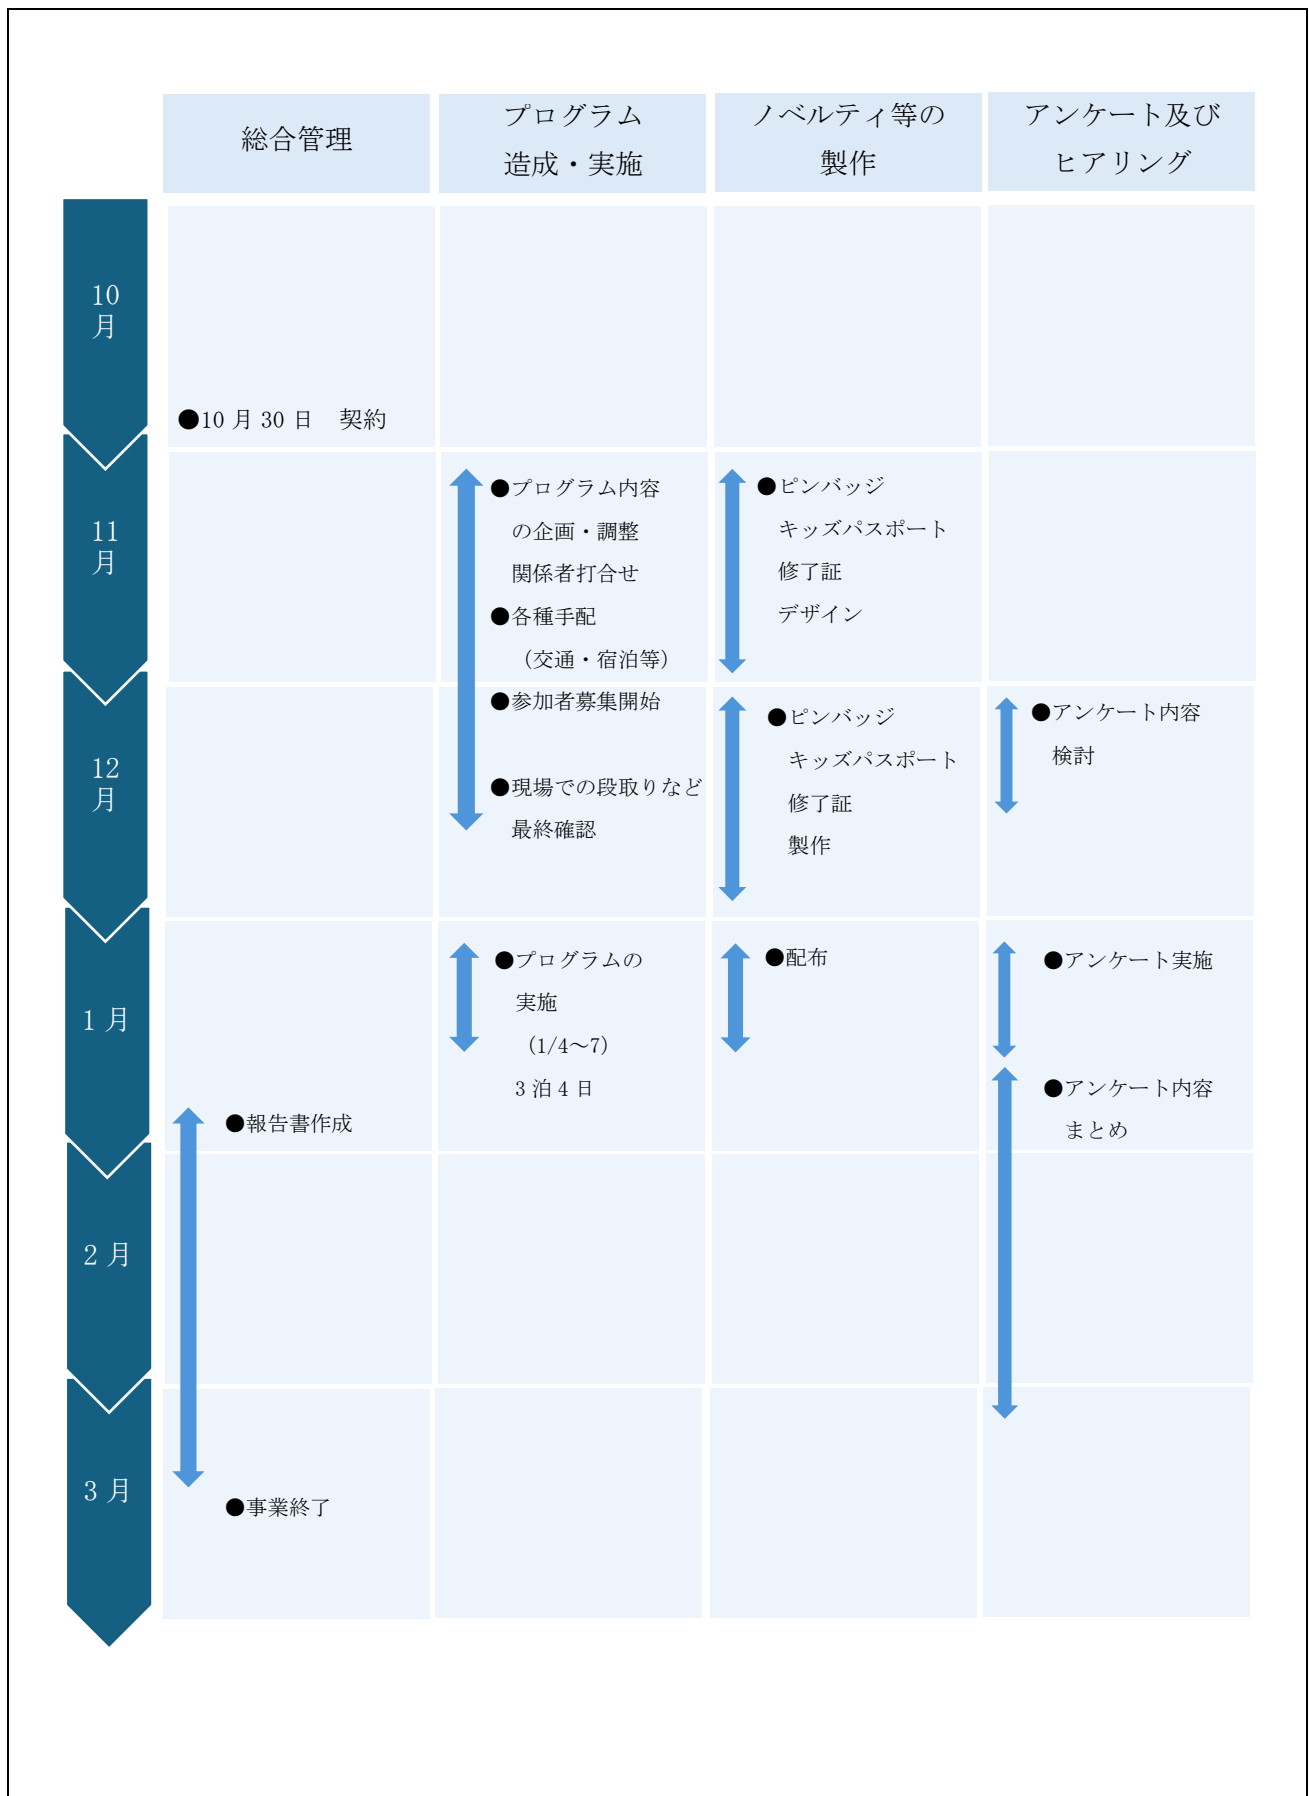 総合管理
プログラム
造成・実施
ノベルティ等の
製作
アンケート及び
ヒアリング
10
月
●10 月 30 日　契約
11
月
●プログラム内容
の企画・調整
関係者打合せ
●各種手配
（交通・宿泊等）
●ピンバッジ
キッズパスポート
修了証
デザイン
12
月
●参加者募集開始
●現場での段取りなど
最終確認
●ピンバッジ
キッズパスポート
修了証
製作
●アンケート内容
検討
1 月
●報告書作成
●プログラムの
実施
（1/4～7）
3 泊 4 日
●配布
●アンケート実施
●アンケート内容
まとめ
2 月
3 月
●事業終了